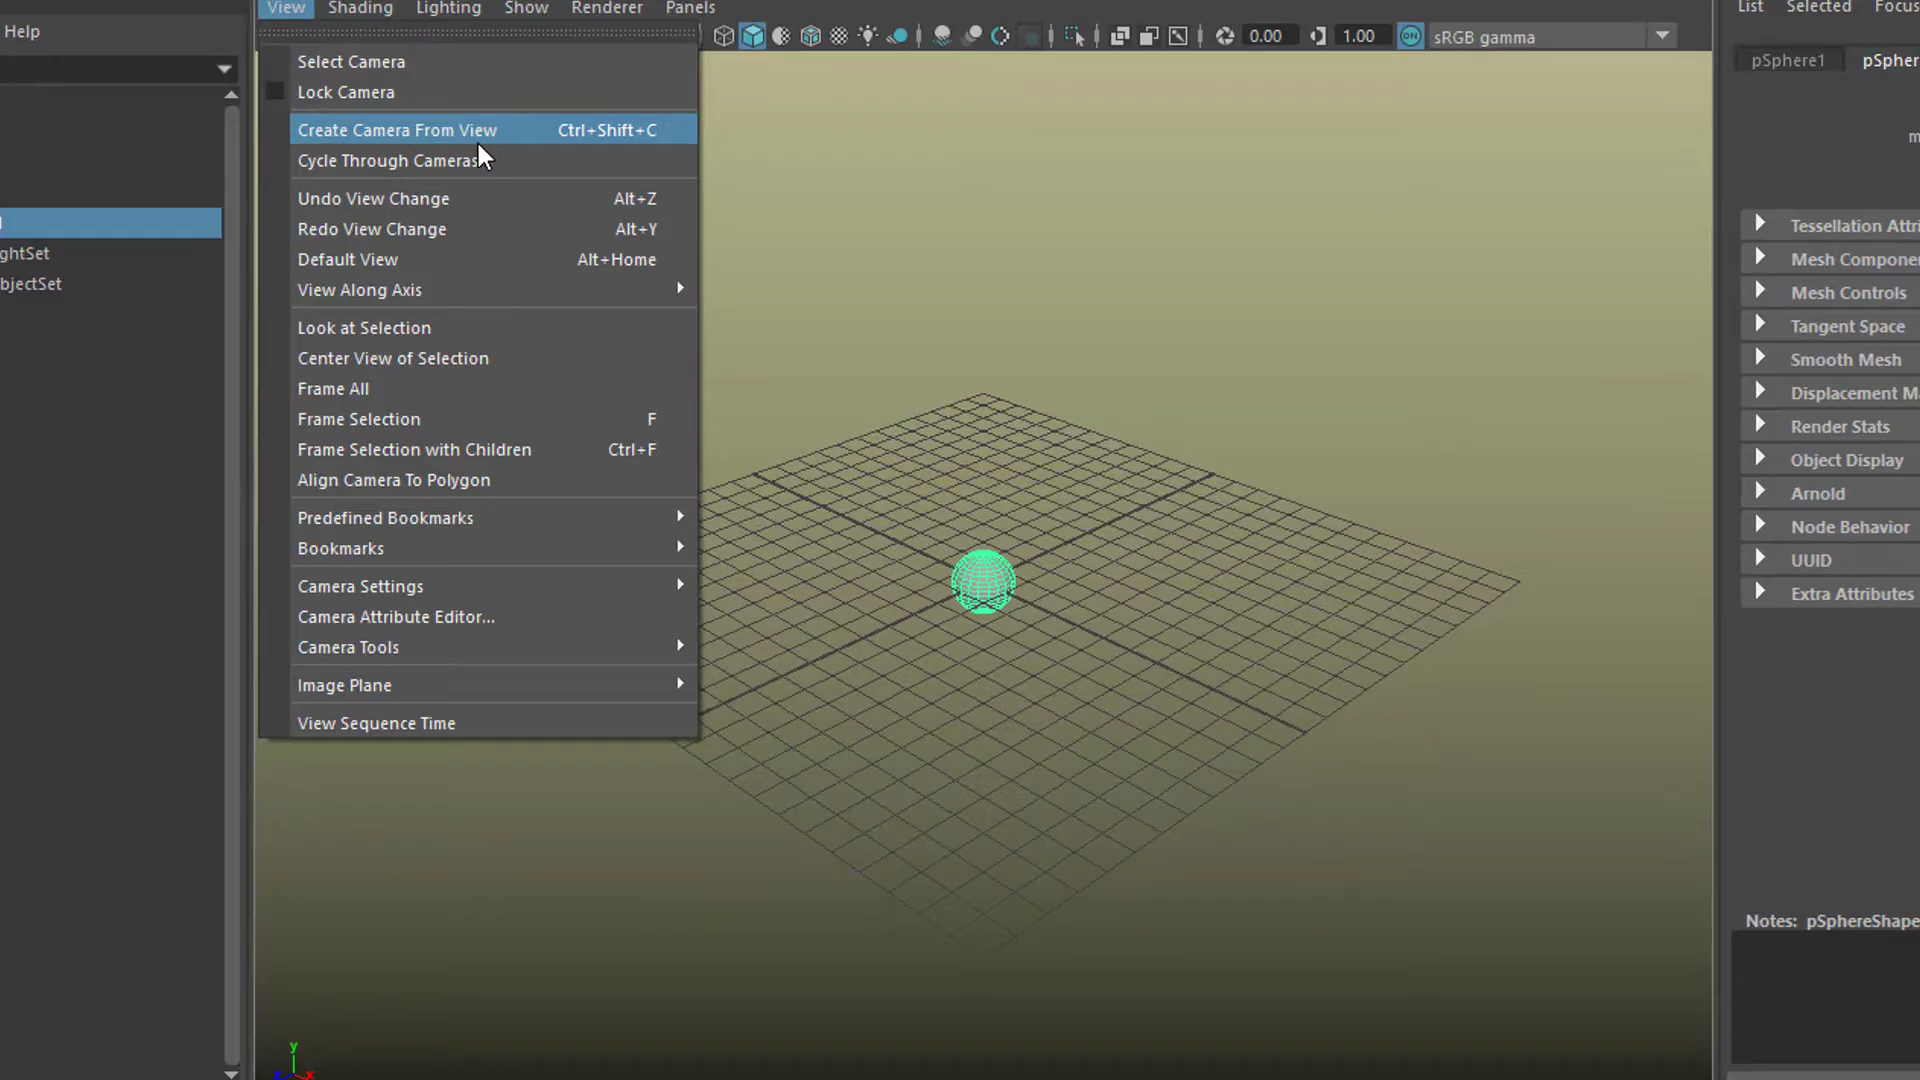 View Shading Lighting Show Renderer Panels
List Selected Focus
Help
0.00 1.00 ON sRGB gamma
pSphere1 pSpher
Select Camera
Lock Camera
Create Camera From View Ctrl+Shift+C
Cycle Through Cameras
Undo View Change Alt+Z
Redo View Change Alt+Y
Default View Alt+Home
View Along Axis
Look at Selection
Center View of Selection
Frame All
Frame Selection F
Frame Selection with Children Ctrl+F
Align Camera To Polygon
Predefined Bookmarks
Bookmarks
Camera Settings
Camera Attribute Editor...
Camera Tools
Image Plane
View Sequence Time
ghtSet
bjectSet
m
Tessellation Attri
Mesh Componen
Mesh Controls
Tangent Space
Smooth Mesh
Displacement Ma
Render Stats
Object Display
Arnold
Node Behavior
UUID
Extra Attributes
Notes: pSphereShape
y
z x